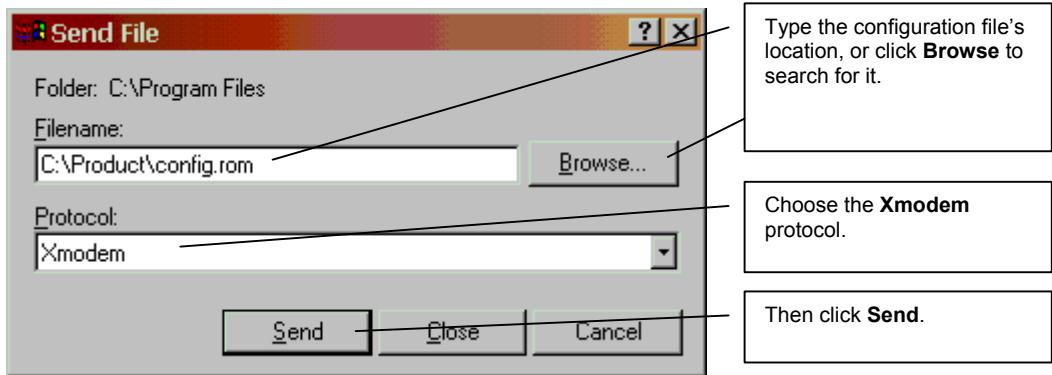 Send File
Folder: C:\Program Files
Filename:
C:\Product\config.rom
Browse...
Protocol:
Xmodem
Send
Close
Cancel
Type the configuration file's
location, or click Browse to
search for it.
Choose the Xmodem
protocol.
Then click Send.